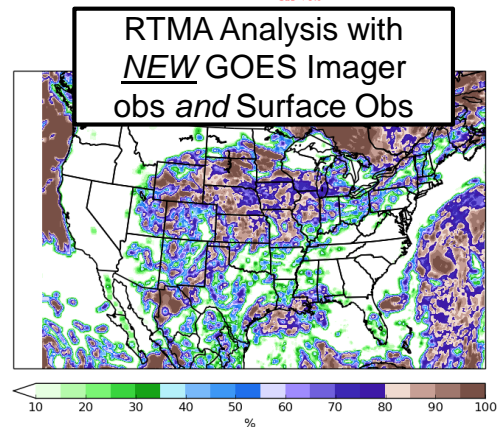 RTMA Analysis with
NEW GOES Imager
obs and Surface Obs
10 20 30 40 50 60 70 80 90 100
%